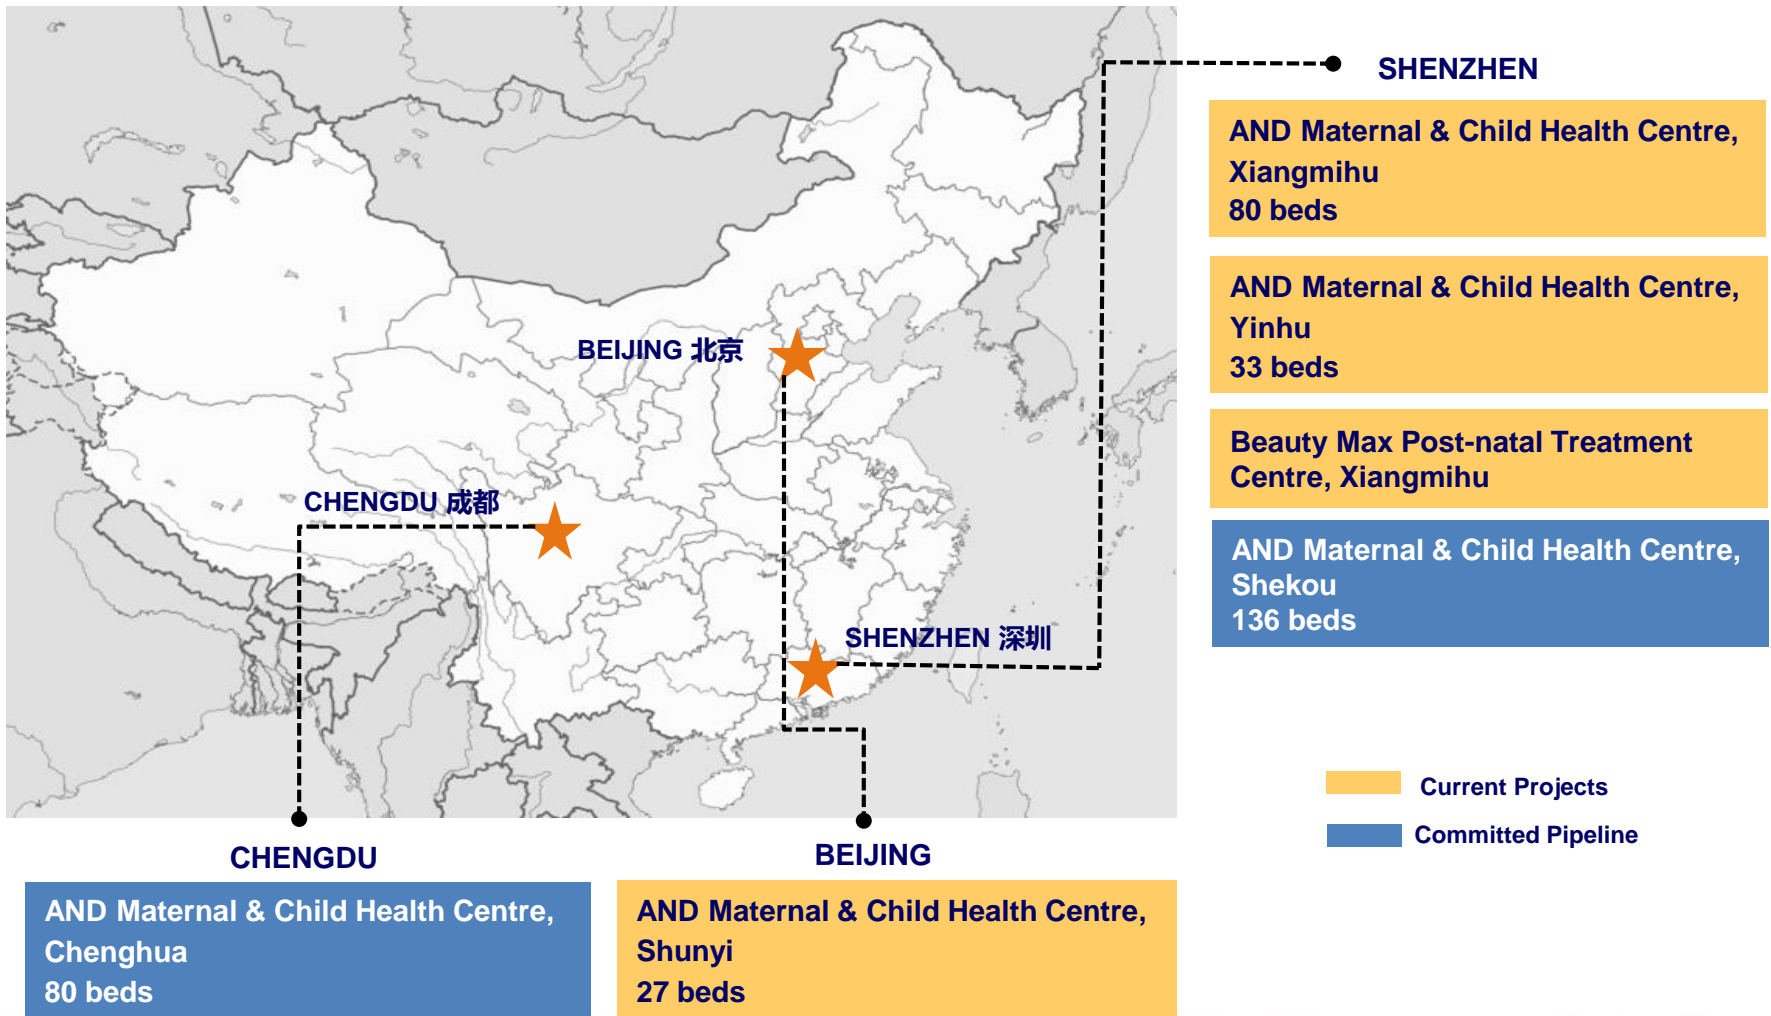 BEIJING 北京
CHENGDU 成都
SHENZHEN 深圳
SHENZHEN
AND Maternal & Child Health Centre,
Xiangmihu
80 beds
AND Maternal & Child Health Centre,
Yinhu
33 beds
Beauty Max Post-natal Treatment
Centre, Xiangmihu
AND Maternal & Child Health Centre,
Shekou
136 beds
Current Projects
Committed Pipeline
CHENGDU
AND Maternal & Child Health Centre,
Chenghua
80 beds
BEIJING
AND Maternal & Child Health Centre,
Shunyi
27 beds